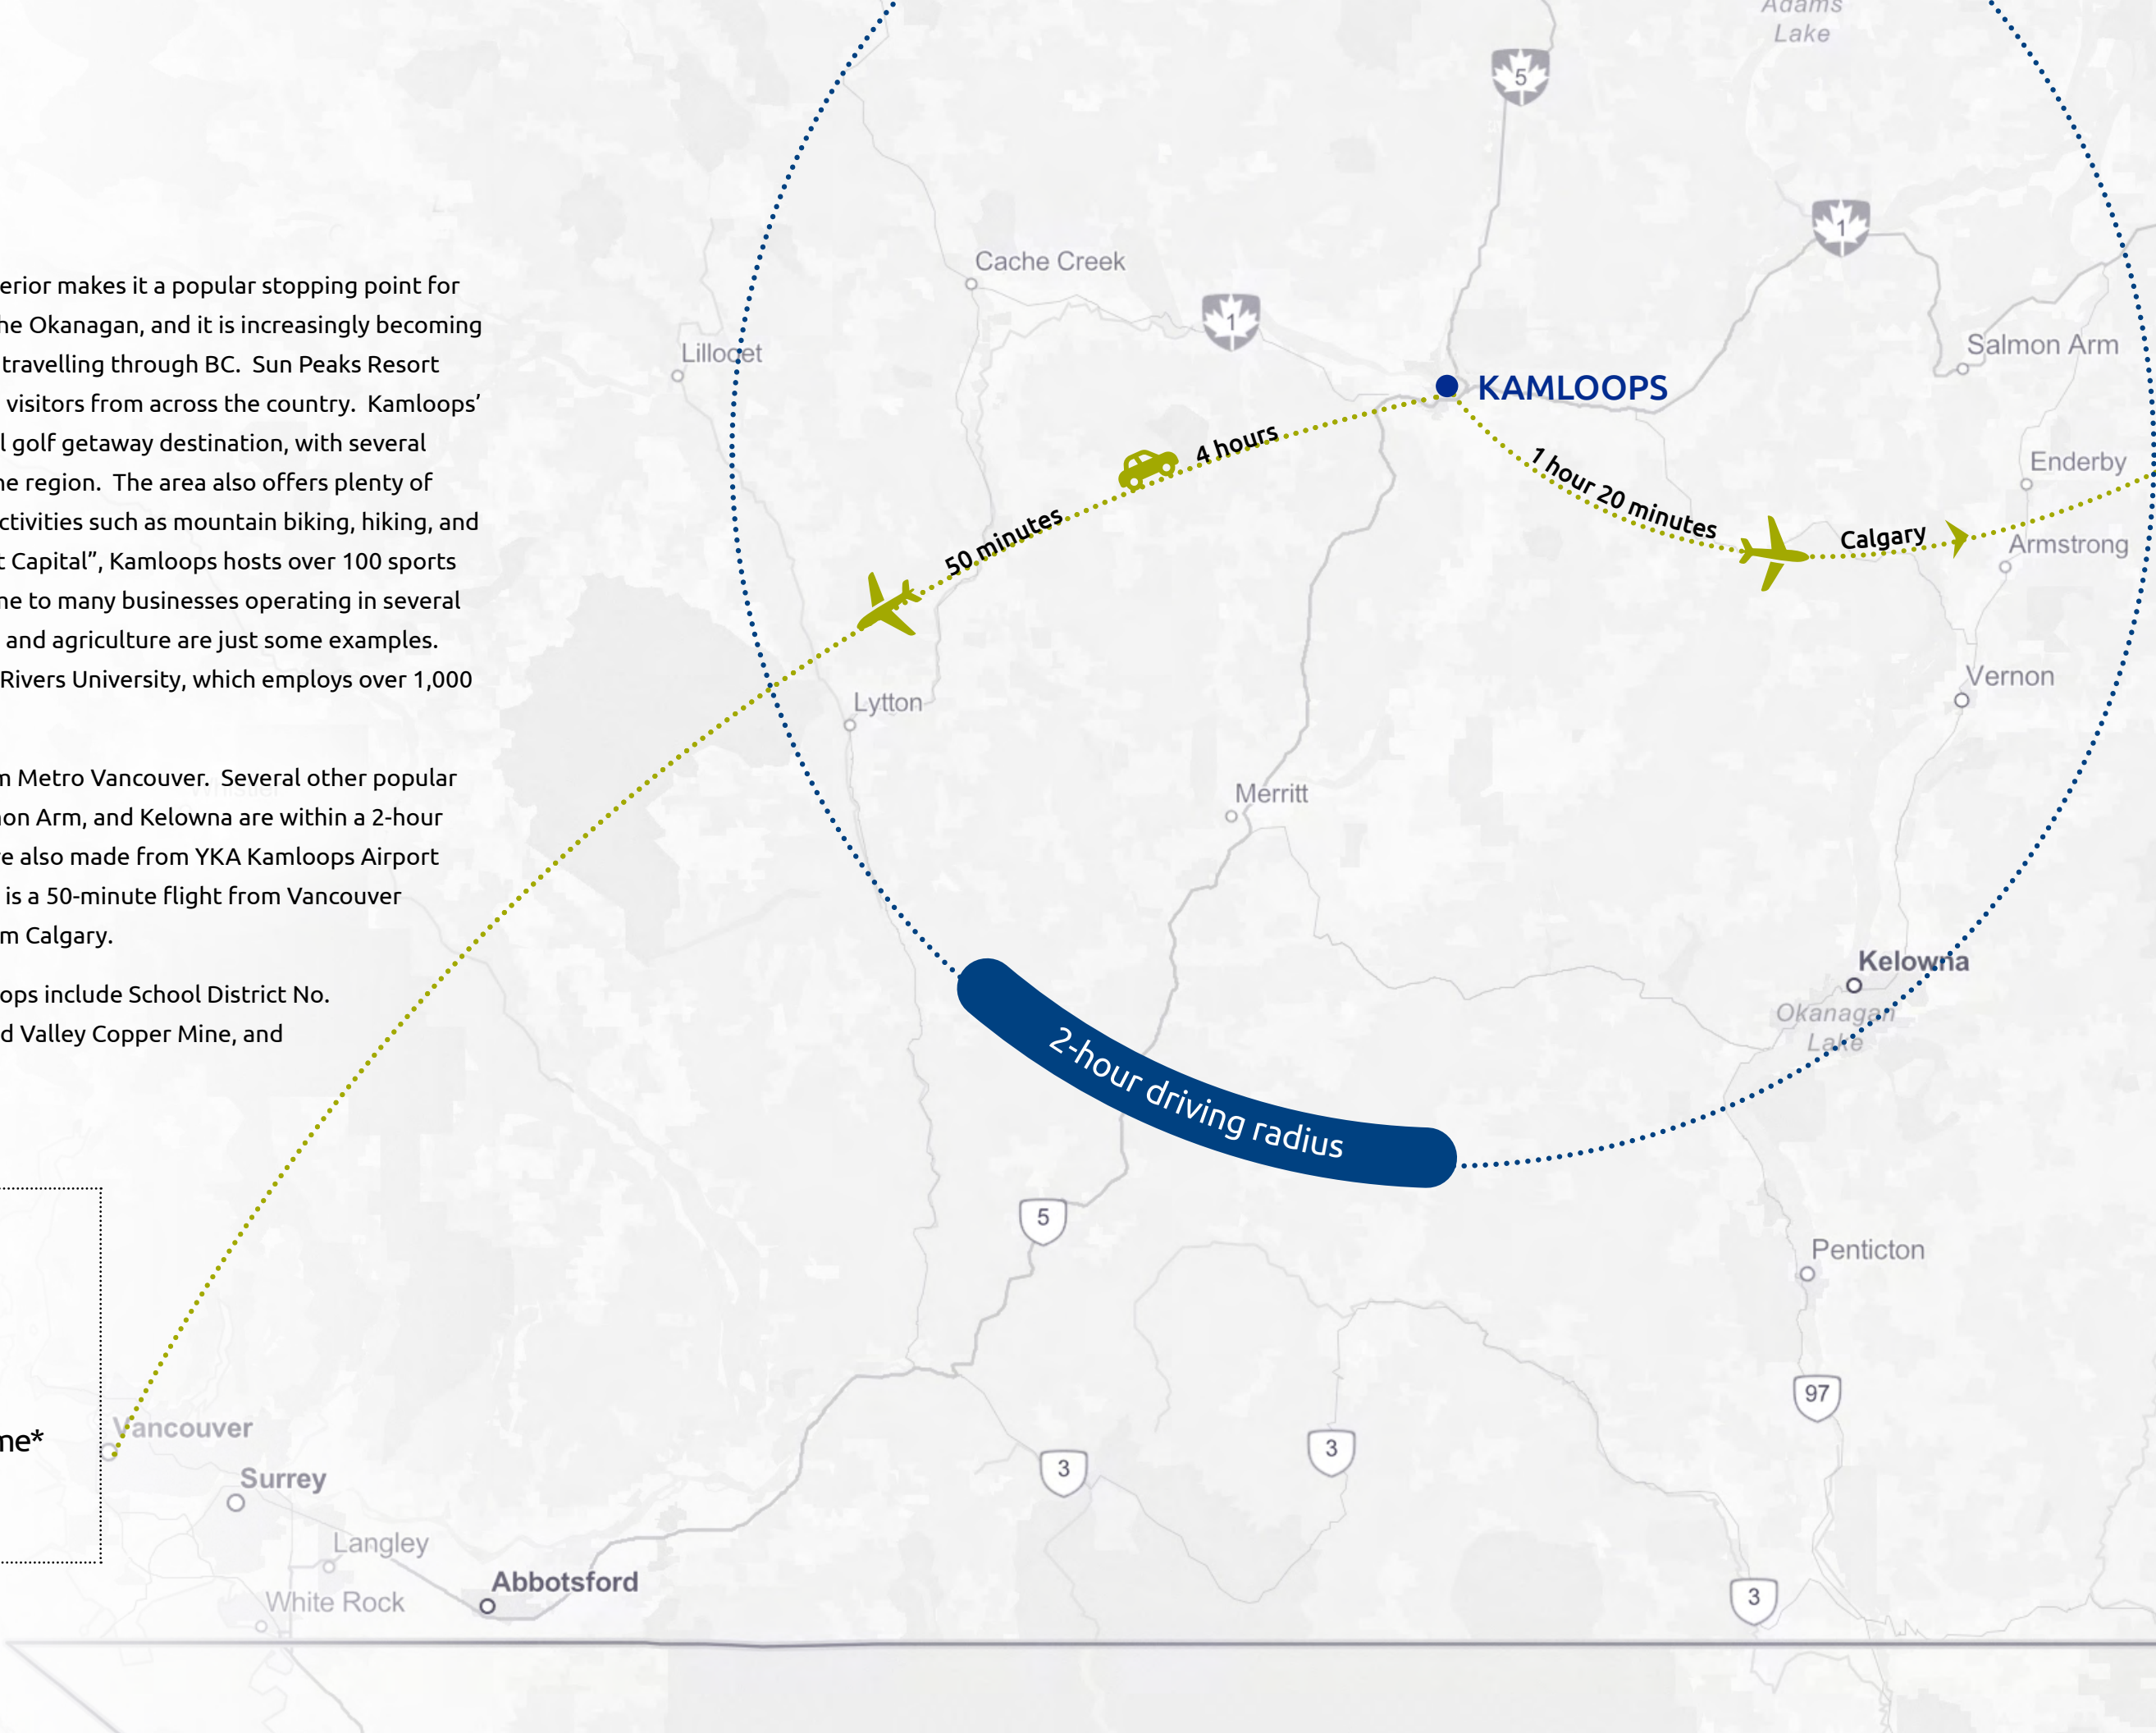 erior makes it a popular stopping point for
he Okanagan, and it is increasingly becoming
travelling through BC.  Sun Peaks Resort
visitors from across the country.  Kamloops’
l golf getaway destination, with several
he region.  The area also offers plenty of
ctivities such as mountain biking, hiking, and
t Capital”, Kamloops hosts over 100 sports
me to many businesses operating in several
and agriculture are just some examples.
Rivers University, which employs over 1,000
m Metro Vancouver.  Several other popular
on Arm, and Kelowna are within a 2-hour
e also made from YKA Kamloops Airport
is a 50-minute flight from Vancouver
m Calgary.
ops include School District No.
d Valley Copper Mine, and
me*
Adams
Lake
5
1
Cache Creek
1
Lillooet
Salmon Arm
KAMLOOPS
4 hours
1 hour 20 minutes
Enderby
50 minutes
Calgary
Armstrong
Vernon
Lytton
Whistler
Merritt
Kelowna
Okanagan
Lake
2-hour driving radius
5
Penticton
97
Vancouver
3
3
Surrey
Langley
Abbotsford
White Rock
3